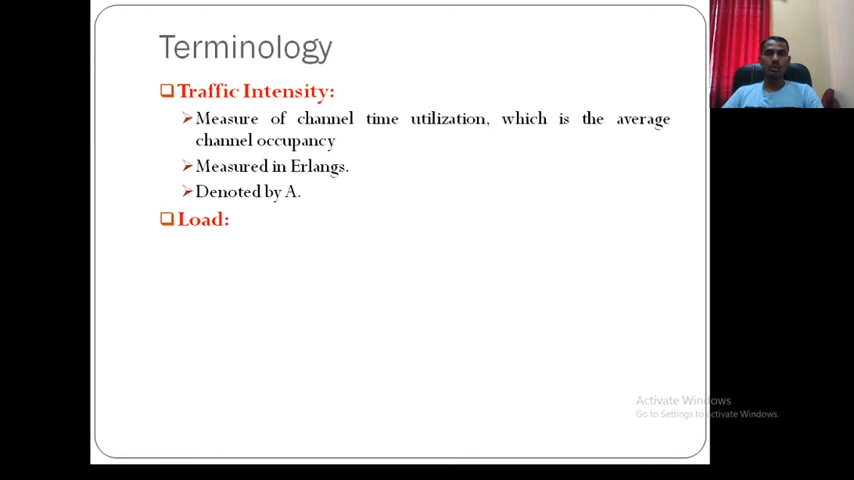 Terminology
Traffic Intensity:
Measure of channel time utilization, which is the average
channel occupancy
Measured in Erlangs.
Denoted by A.
Load:
Activate Windows
Go to Settings to activate Windows.